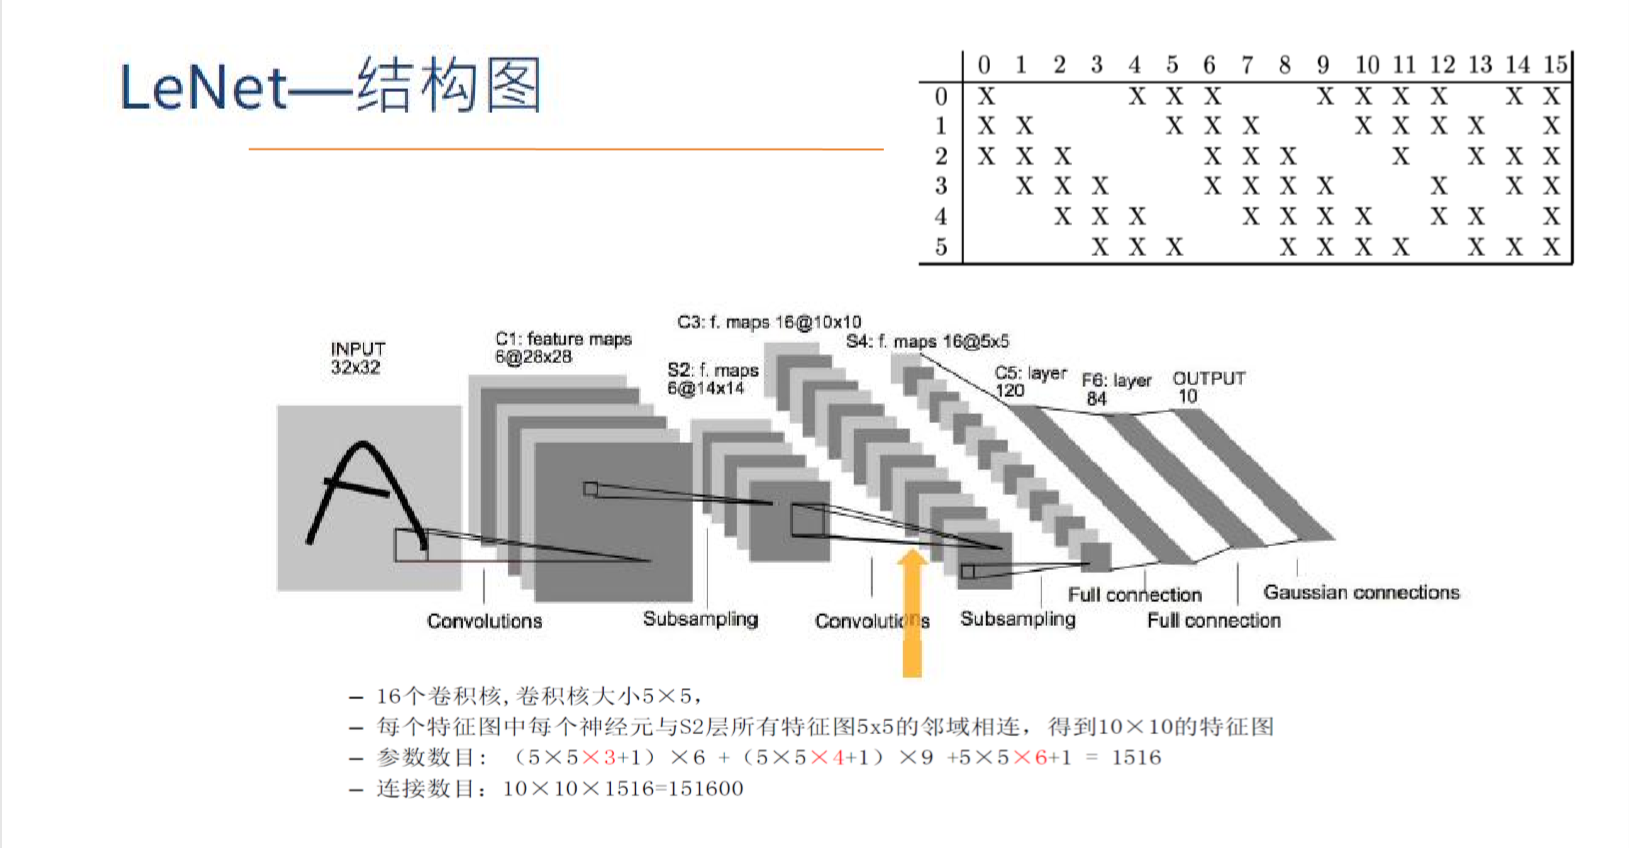 LeNet—结构图
0 1 2 3 4 5 6 7 8 9 10 11 12 13 14 15
0 X X X X X X X X X X
1 X X X X X X X X X X
2 X X X X X X X X X X
3 X X X X X X X X X X
4 X X X X X X X X X X
5 X X X X X X X X X X
C3: f. maps 16@10x10
INPUT
32x32
C1: feature maps
6@28x28
S2: f. maps
6@14x14
S4: f. maps 16@5x5
C5: layer
120
F6: layer
84
OUTPUT
10
Convolutions
Subsampling
Convolutions
Subsampling
Full connection
Full connection
Gaussian connections
– 16个卷积核,卷积核大小5×5，
– 每个特征图中每个神经元与S2层所有特征图5x5的邻域相连，得到10×10的特征图
– 参数数目：（5×5×3+1）×6 +（5×5×4+1）×9 +5×5×6+1 = 1516
– 连接数目：10×10×1516=151600